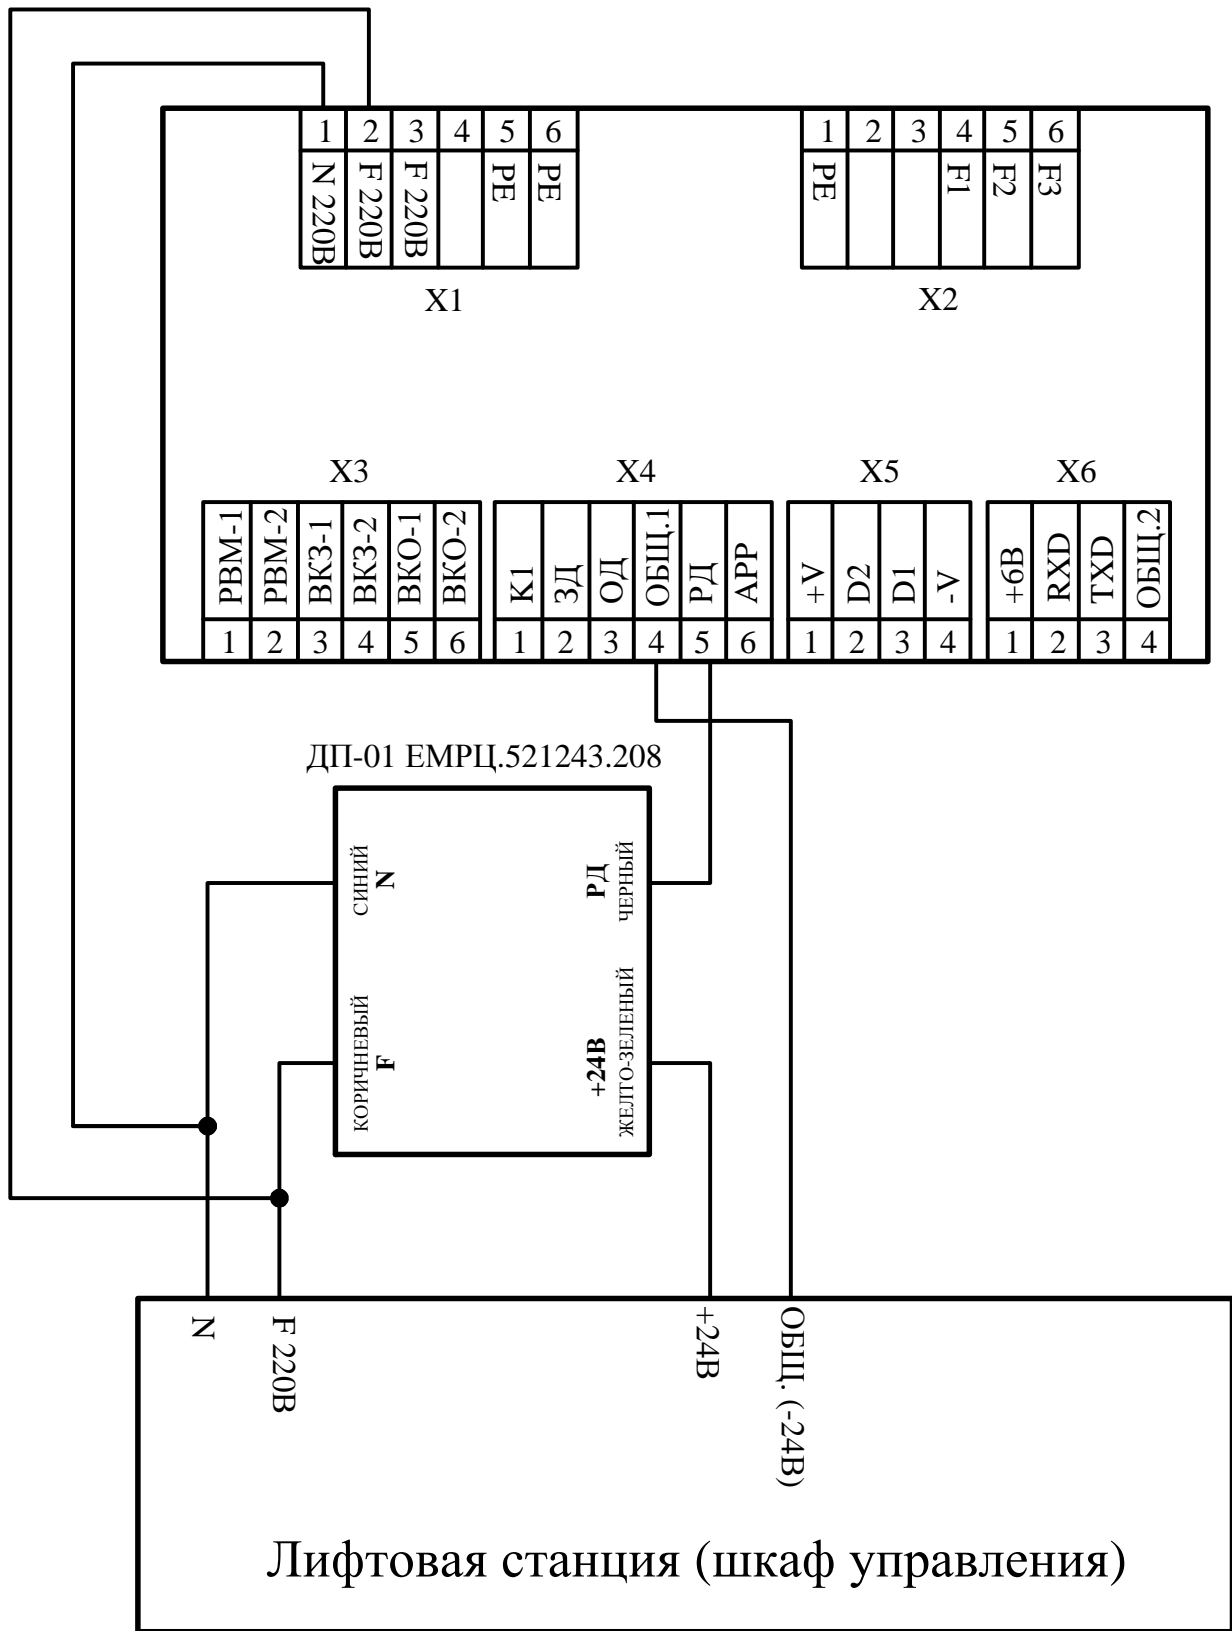 1 2 3 4 5 6
N 220В
F 220В
F 220В
PE
PE
X1
1 2 3 4 5 6
PE
F1
F2
F3
X2
X3
РВМ-1
РВМ-2
ВКЗ-1
ВКЗ-2
ВКО-1
ВКО-2
1 2 3 4 5 6
X4
К1
ЗД
ОД
ОБЩ.1
РД
АРР
1 2 3 4 5 6
X5
+V
D2
D1
-V
1 2 3 4
X6
+6В
RXD
TXD
ОБЩ.2
1 2 3 4
ДП-01 ЕМРЦ.521243.208
СИНИЙ
N
РД
ЧЕРНЫЙ
КОРИЧНЕВЫЙ
F
+24В
ЖЕЛТО-ЗЕЛЕНЫЙ
N
F 220В
+24В
ОБЩ. (-24В)
Лифтовая станция (шкаф управления)